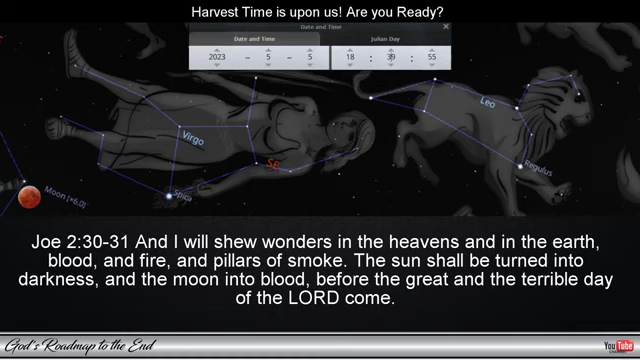 Harvest Time is upon us! Are you Ready?
Date and Time
Date and Time
Julian Day
2023 - 5 - 5
18 : 39 : 55
Leo
Virgo
SE
Regulus
Moon [×6.0]
Spica
Joe 2:30-31 And I will shew wonders in the heavens and in the earth,
blood, and fire, and pillars of smoke. The sun shall be turned into
darkness, and the moon into blood, before the great and the terrible day
of the LORD come.
God's Roadmap to the End
YouTube